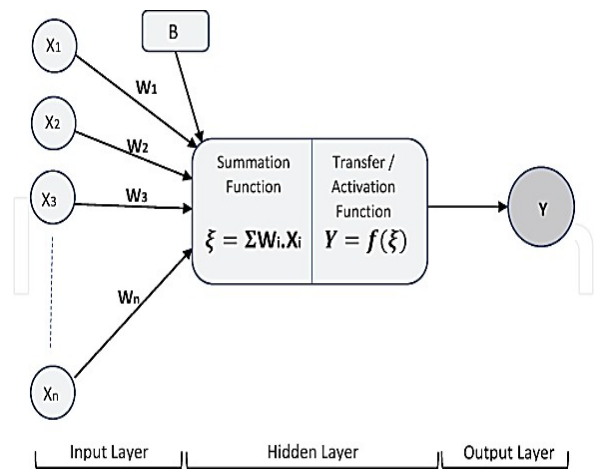 X1
B
W1
X2
W2
X3
W3
Wn
Xn
Summation
Function
ξ = ΣWi.Xi
Transfer /
Activation
Function
Y = f(ξ)
Y
Input Layer
Hidden Layer
Output Layer